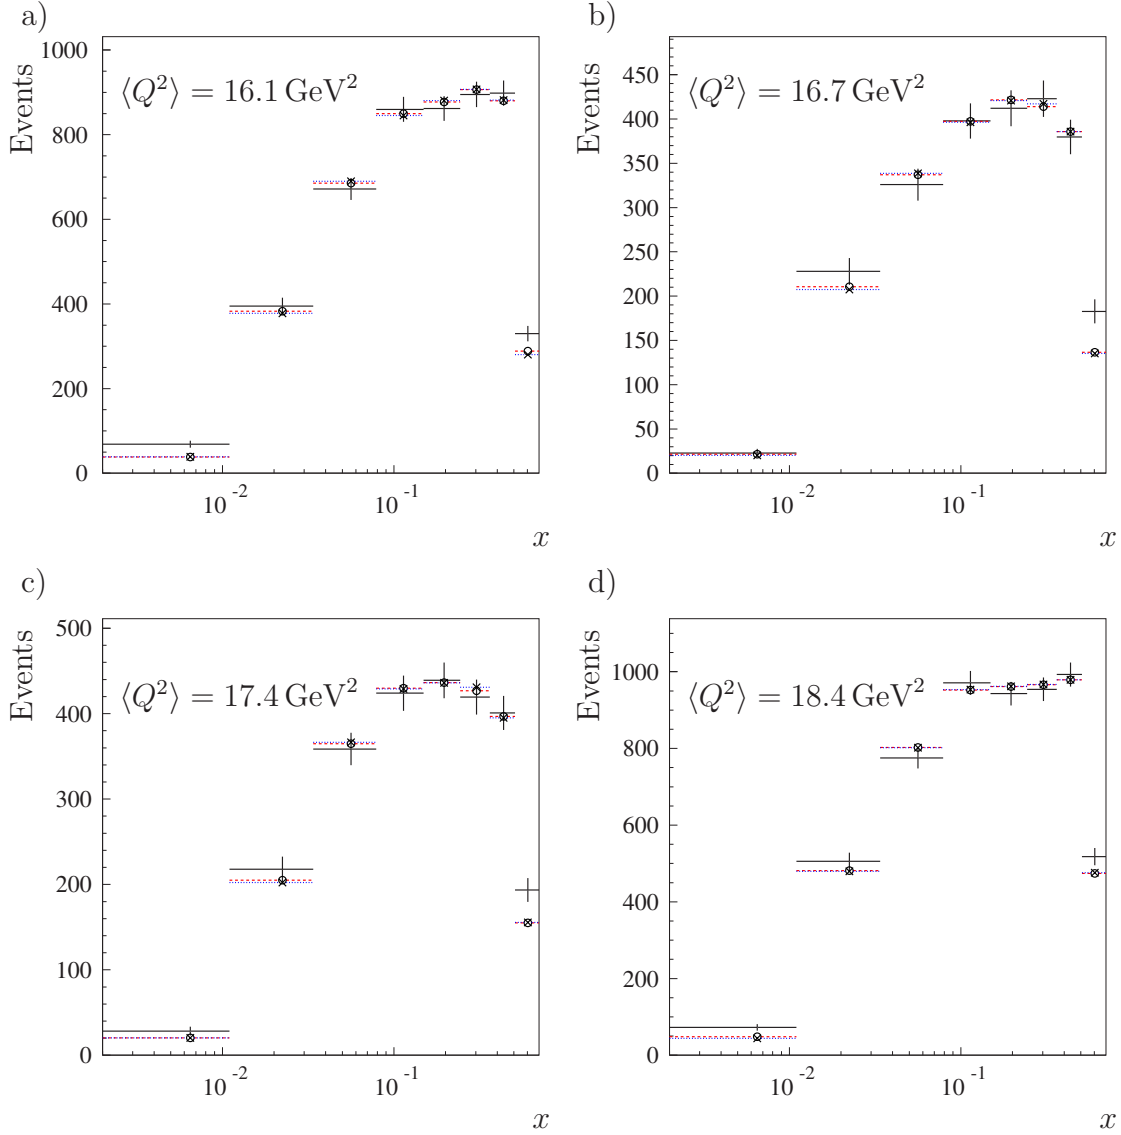 a)
Events
1000
800
600
400
200
0
⟨Q²⟩ = 16.1 GeV²
10⁻²
10⁻¹
x
b)
Events
450
400
350
300
250
200
150
100
50
0
⟨Q²⟩ = 16.7 GeV²
10⁻²
10⁻¹
x
c)
Events
500
400
300
200
100
0
⟨Q²⟩ = 17.4 GeV²
10⁻²
10⁻¹
x
d)
Events
1000
800
600
400
200
0
⟨Q²⟩ = 18.4 GeV²
10⁻²
10⁻¹
x